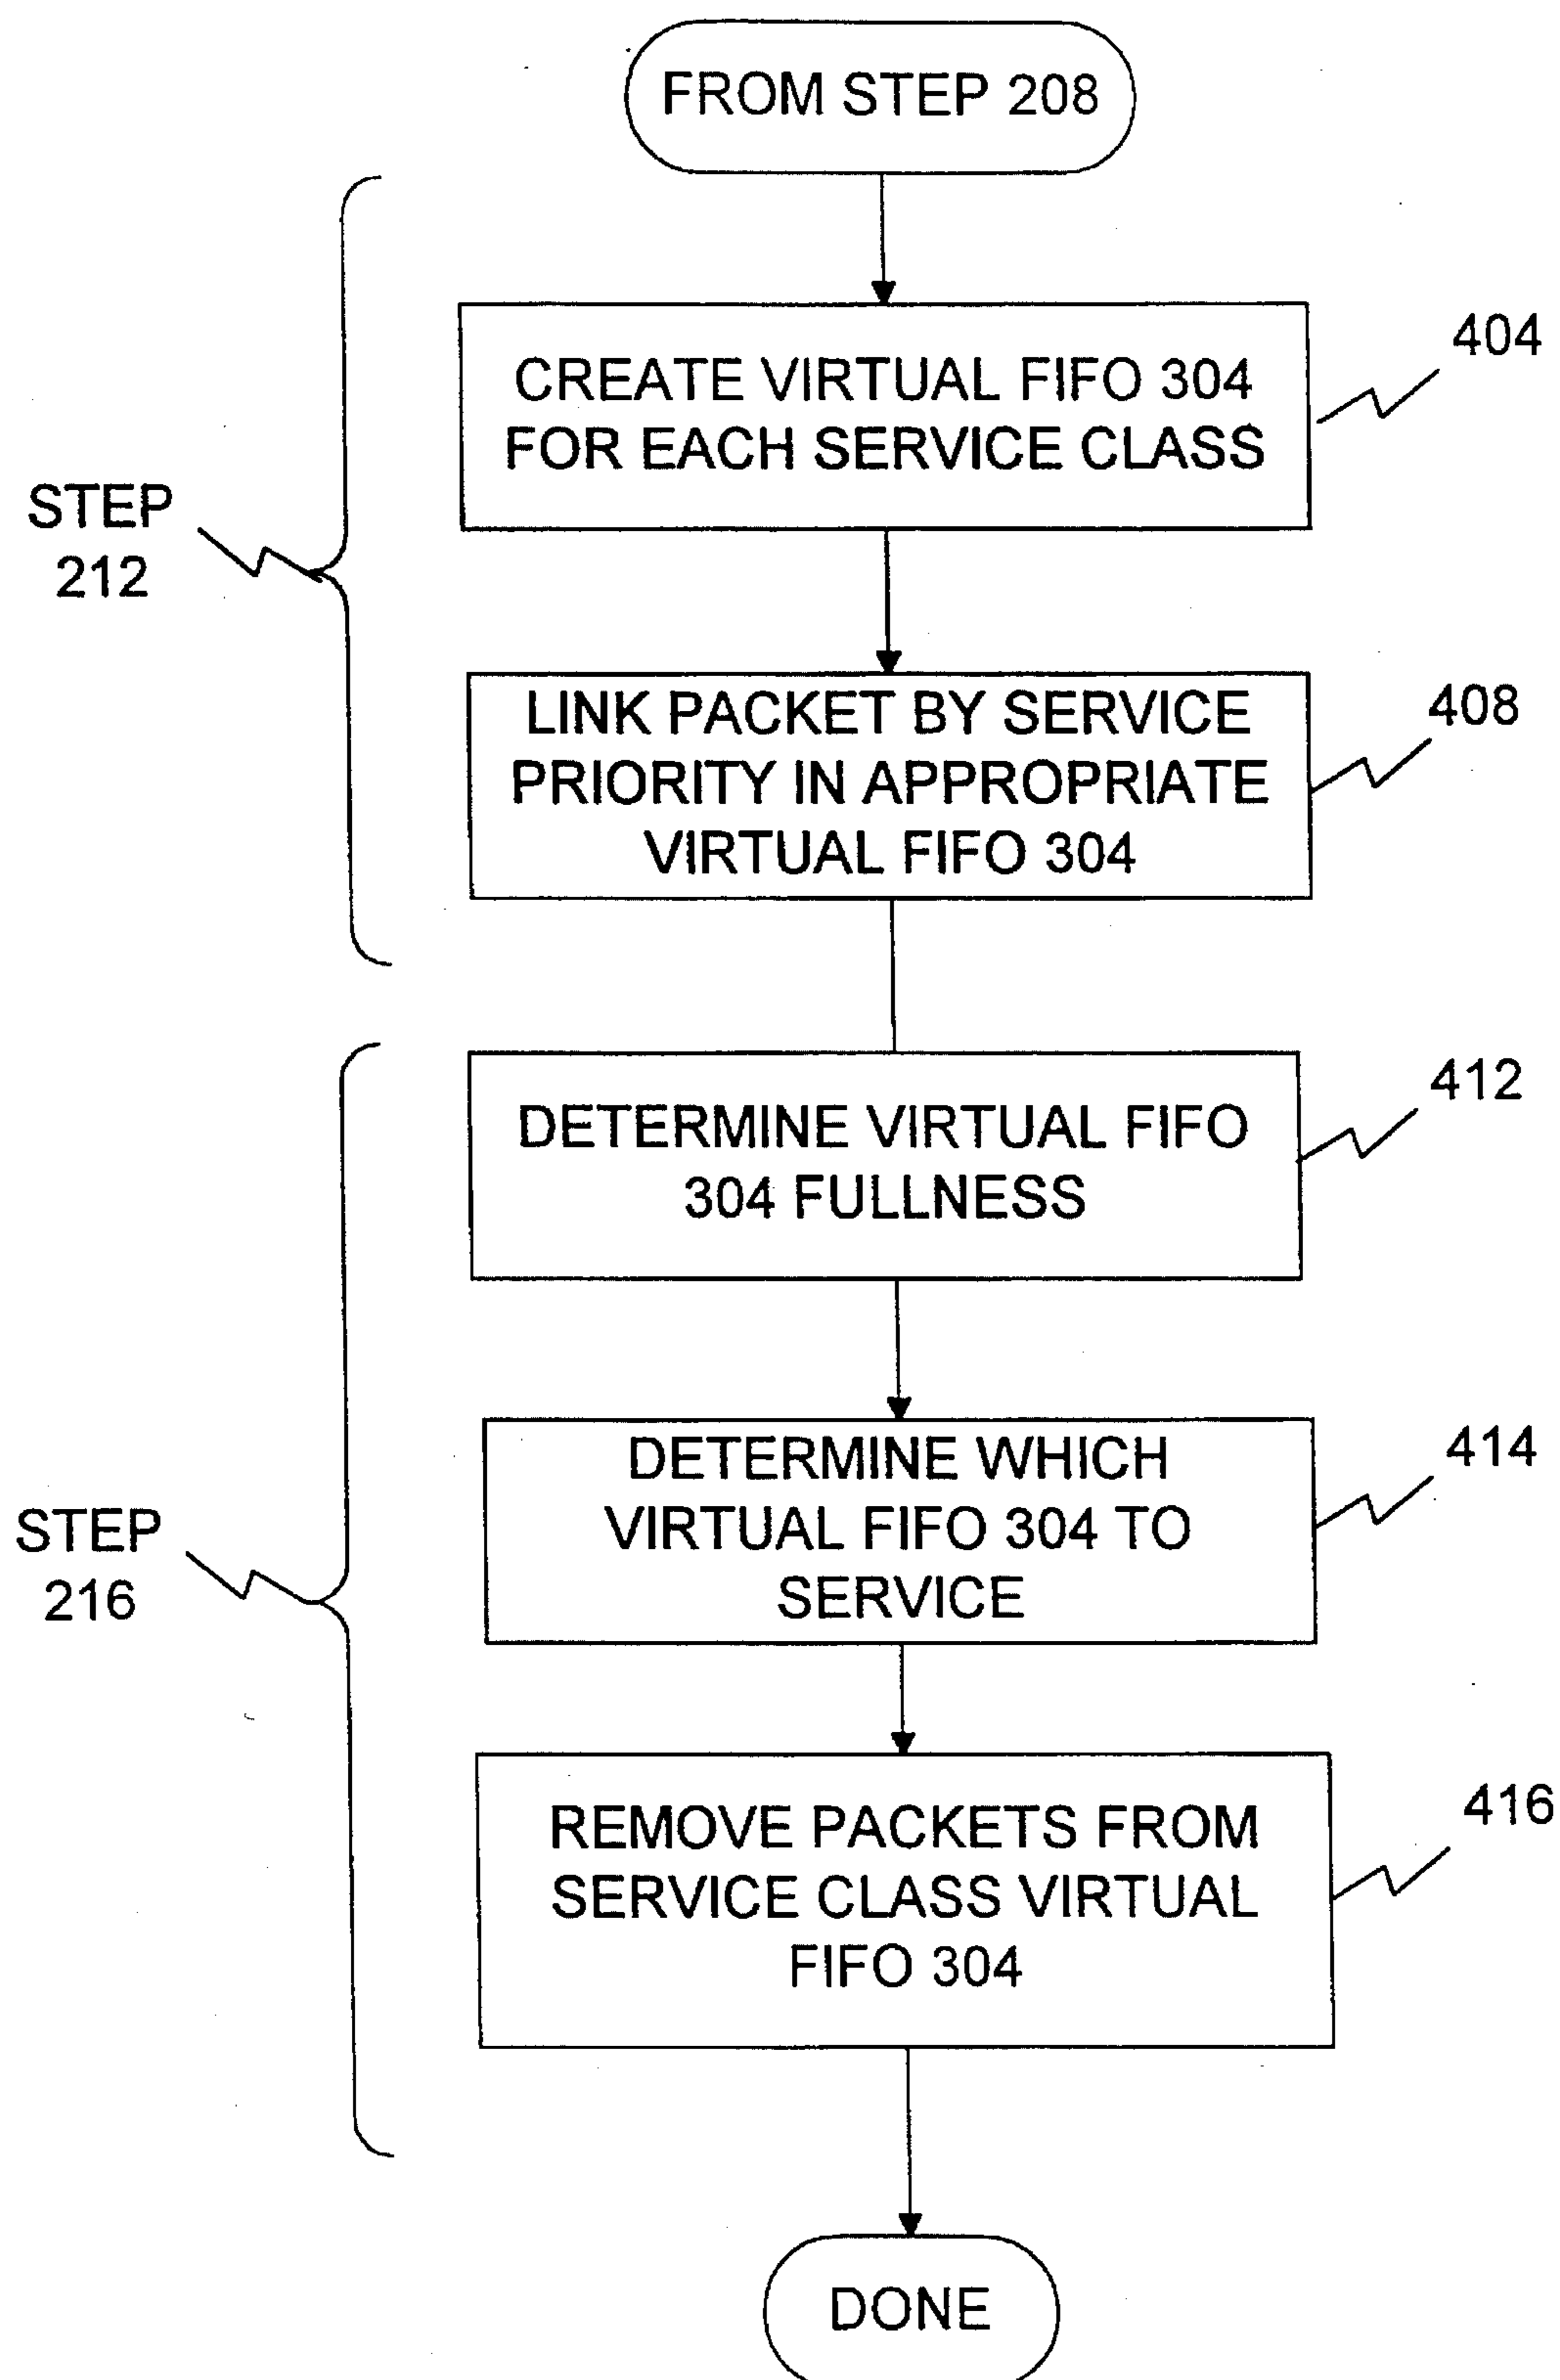 FROM STEP 208
CREATE VIRTUAL FIFO 304
FOR EACH SERVICE CLASS
404
STEP
212
LINK PACKET BY SERVICE
PRIORITY IN APPROPRIATE
VIRTUAL FIFO 304
408
DETERMINE VIRTUAL FIFO
304 FULLNESS
412
DETERMINE WHICH
VIRTUAL FIFO 304 TO
SERVICE
414
STEP
216
REMOVE PACKETS FROM
SERVICE CLASS VIRTUAL
FIFO 304
416
DONE